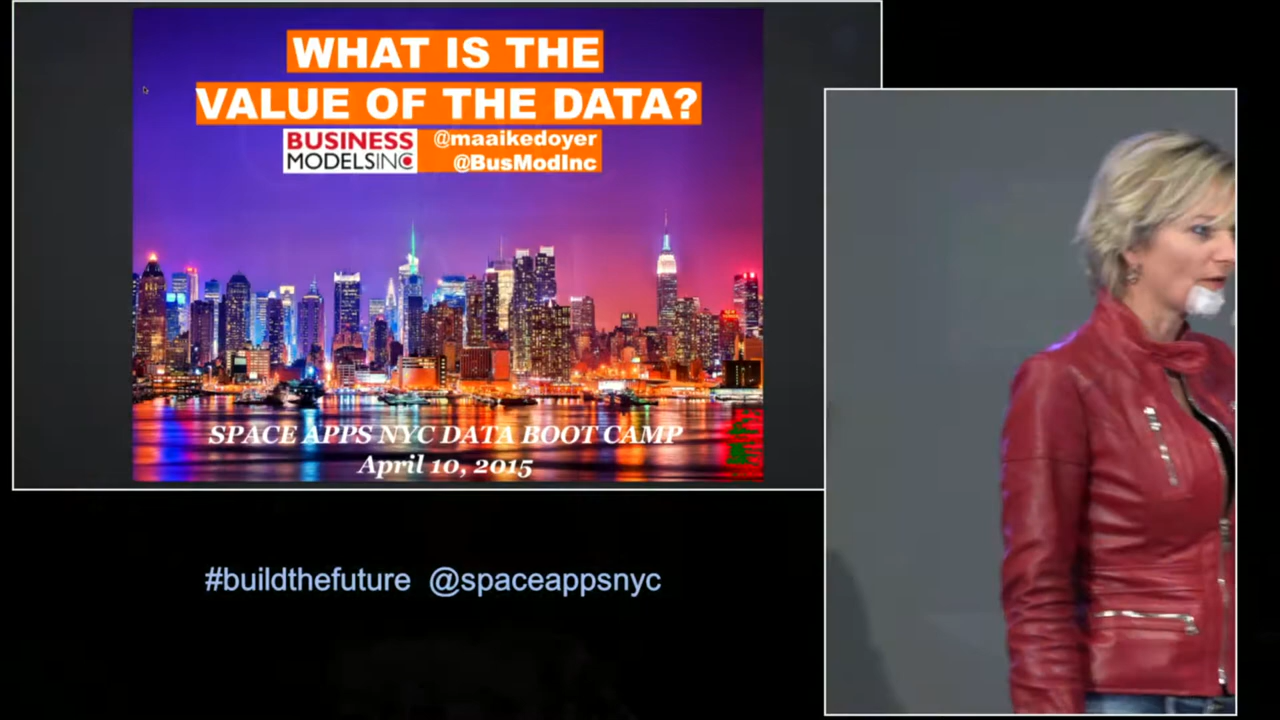 WHAT IS THE
VALUE OF THE DATA?
BUSINESS
MODELSINC
@maaikedoyer
@BusModInc
SPACE APPS NYC DATA BOOT CAMP
April 10, 2015
#buildthefuture @spaceappsnyc